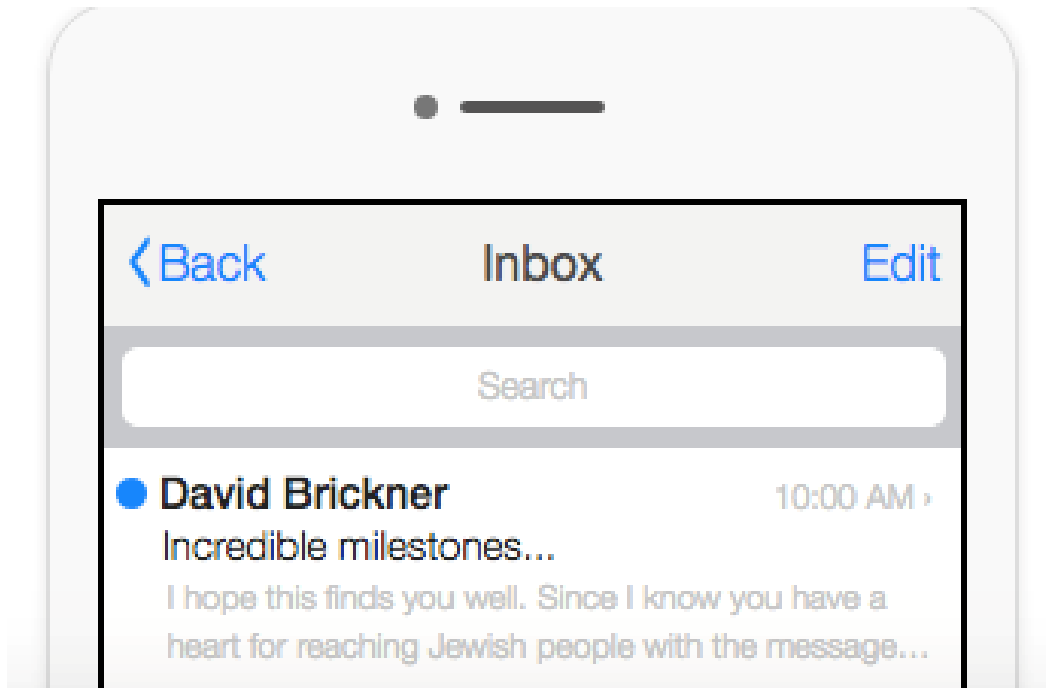 Back Inbox Edit
Search
David Brickner 10:00 AM
Incredible milestones...
I hope this finds you well. Since I know you have a
heart for reaching Jewish people with the message...